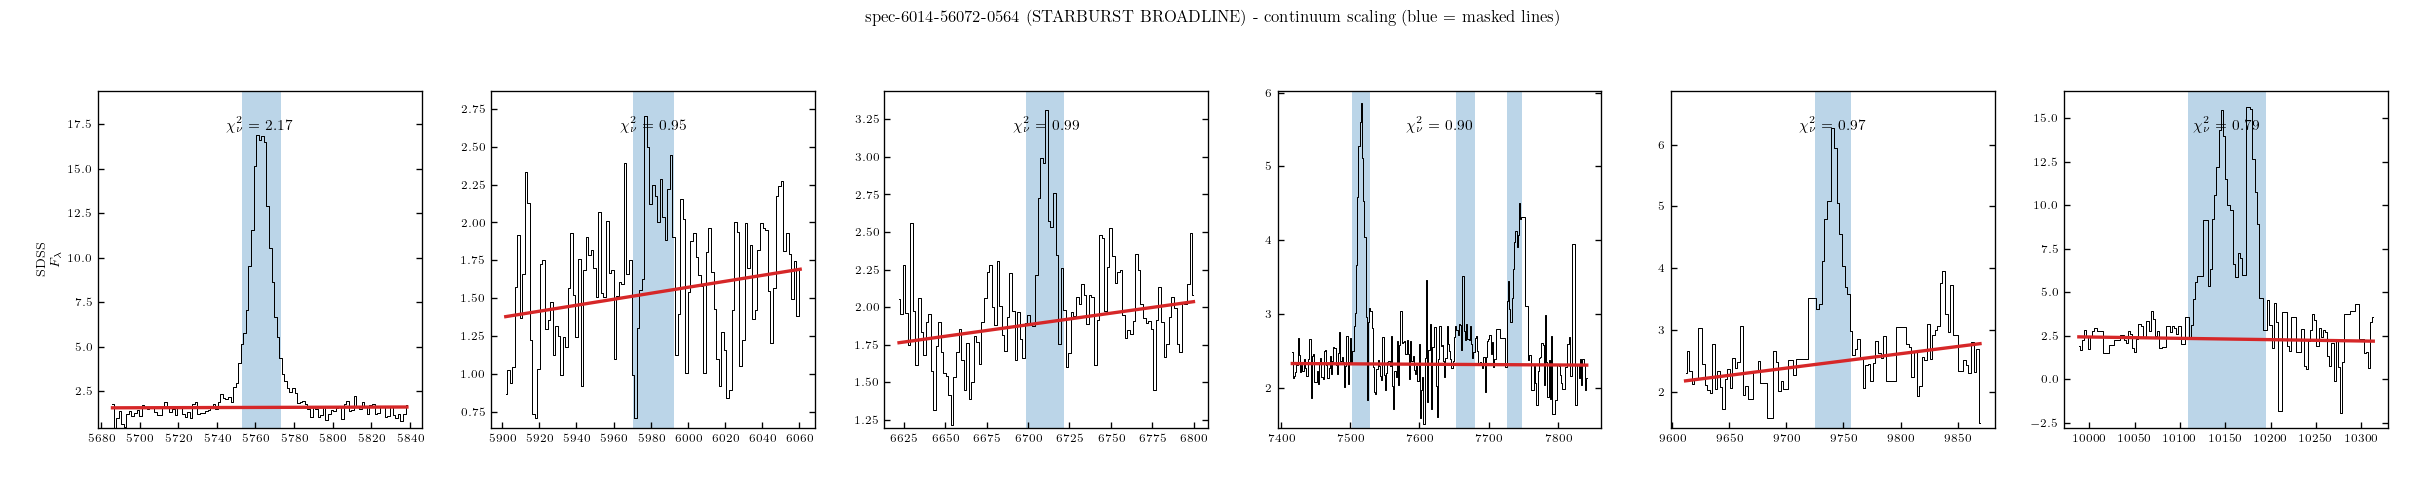 spec-6014-56072-0564 (STARBURST BROADLINE) - continuum scaling (blue = masked lines)
SDSS
Fλ
χ²ν = 2.17
17.5
15.0
12.5
10.0
7.5
5.0
2.5
5680 5700 5720 5740 5760 5780 5800 5820 5840
χ²ν = 0.95
2.75
2.50
2.25
2.00
1.75
1.50
1.25
1.00
0.75
5900 5920 5940 5960 5980 6000 6020 6040 6060
χ²ν = 0.99
3.25
3.00
2.75
2.50
2.25
2.00
1.75
1.50
1.25
6625 6650 6675 6700 6725 6750 6775 6800
χ²ν = 0.90
6
5
4
3
2
7400 7500 7600 7700 7800
χ²ν = 0.97
6
5
4
3
2
9600 9650 9700 9750 9800 9850
χ²ν = 0.79
15.0
12.5
10.0
7.5
5.0
2.5
0.0
−2.5
10000 10050 10100 10150 10200 10250 10300